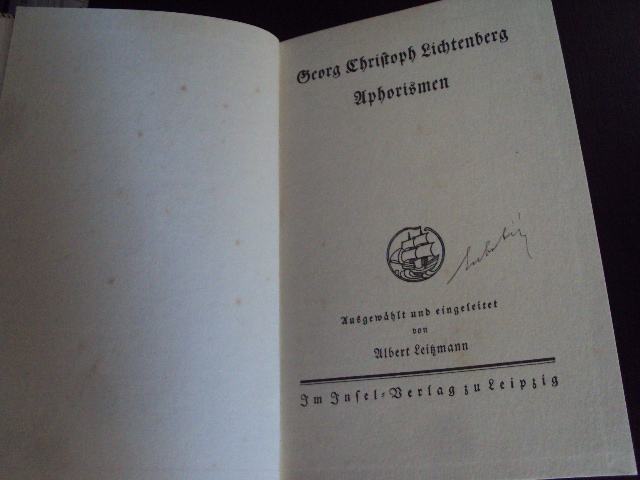 Georg Christoph Lichtenberg
Aphorismen
Ausgewählt und eingeleitet
von
Albert Leitzmann
Im Insel-Verlag zu Leipzig